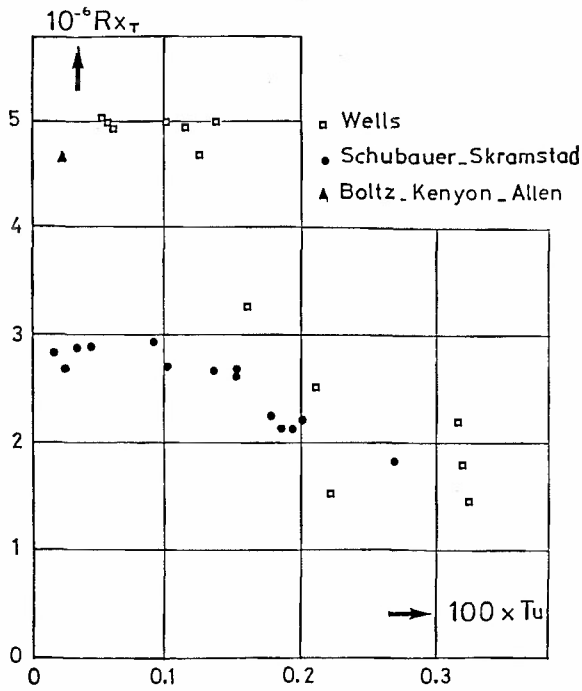 10⁻⁶Rx_T
Wells
Schubauer_Skramstad
Boltz_Kenyon_Allen
5
4
3
2
1
0
100 x Tu
0 0.1 0.2 0.3